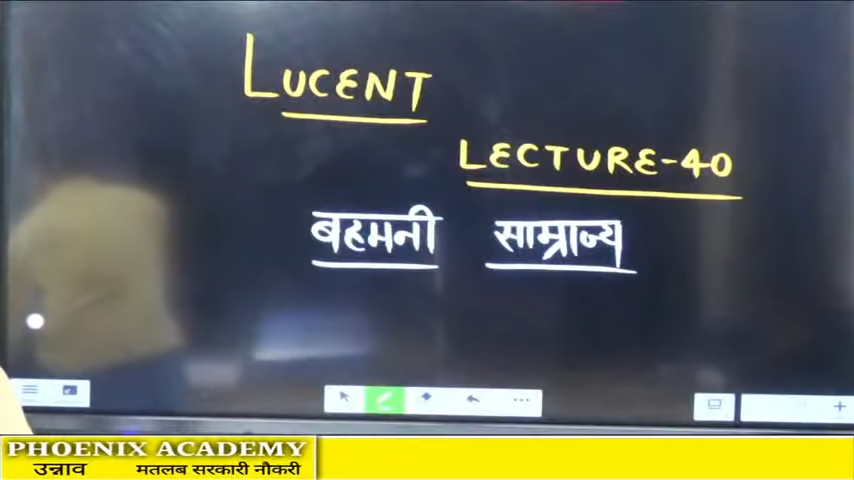 LUCENT
LECTURE-40
बहमनी साम्राज्य
PHOENIX ACADEMY
उन्नाव मतलब सरकारी नौकरी